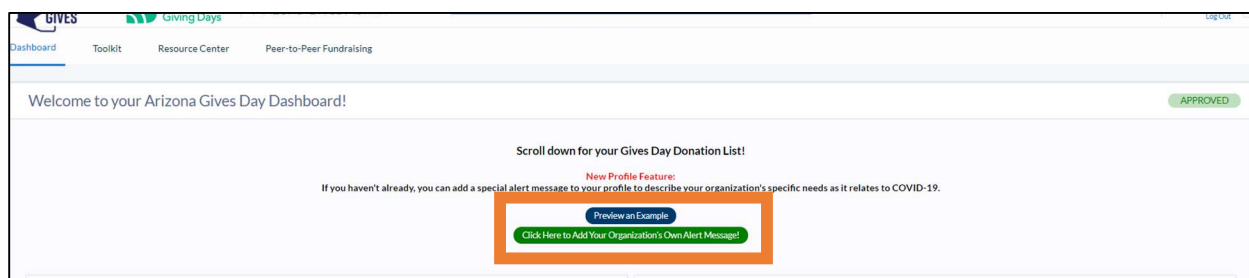 GIVES
Giving Days
Log Out
Dashboard Toolkit Resource Center Peer-to-Peer Fundraising
Welcome to your Arizona Gives Day Dashboard!
APPROVED
Scroll down for your Gives Day Donation List!
New Profile Feature:
If you haven't already, you can add a special alert message to your profile to describe your organization's specific needs as it relates to COVID-19.
Preview an Example
Click Here to Add Your Organization's Own Alert Message!